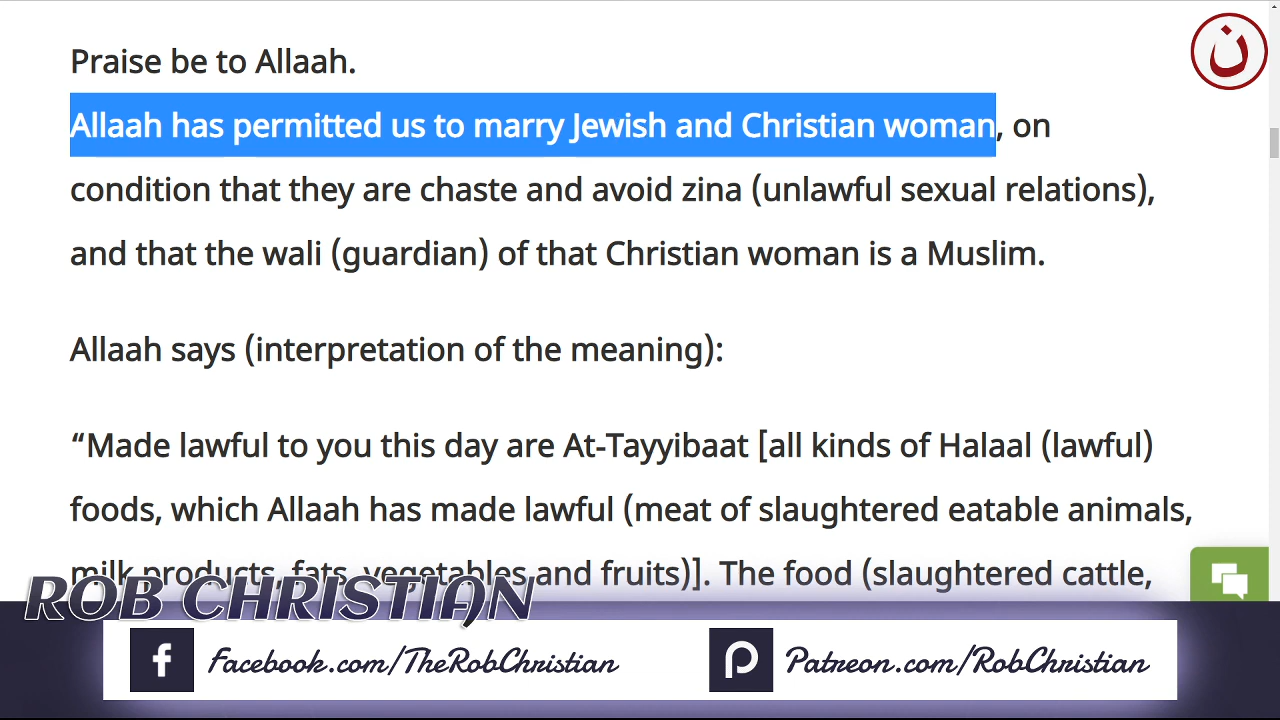 Praise be to Allaah.
Allaah has permitted us to marry Jewish and Christian woman, on
condition that they are chaste and avoid zina (unlawful sexual relations),
and that the wali (guardian) of that Christian woman is a Muslim.
Allaah says (interpretation of the meaning):
“Made lawful to you this day are At-Tayyibaat [all kinds of Halaal (lawful)
foods, which Allaah has made lawful (meat of slaughtered eatable animals,
milk products, fats, vegetables and fruits)]. The food (slaughtered cattle,
ROB CHRISTIAN
Facebook.com/TheRobChristian
Patreon.com/RobChristian
ن